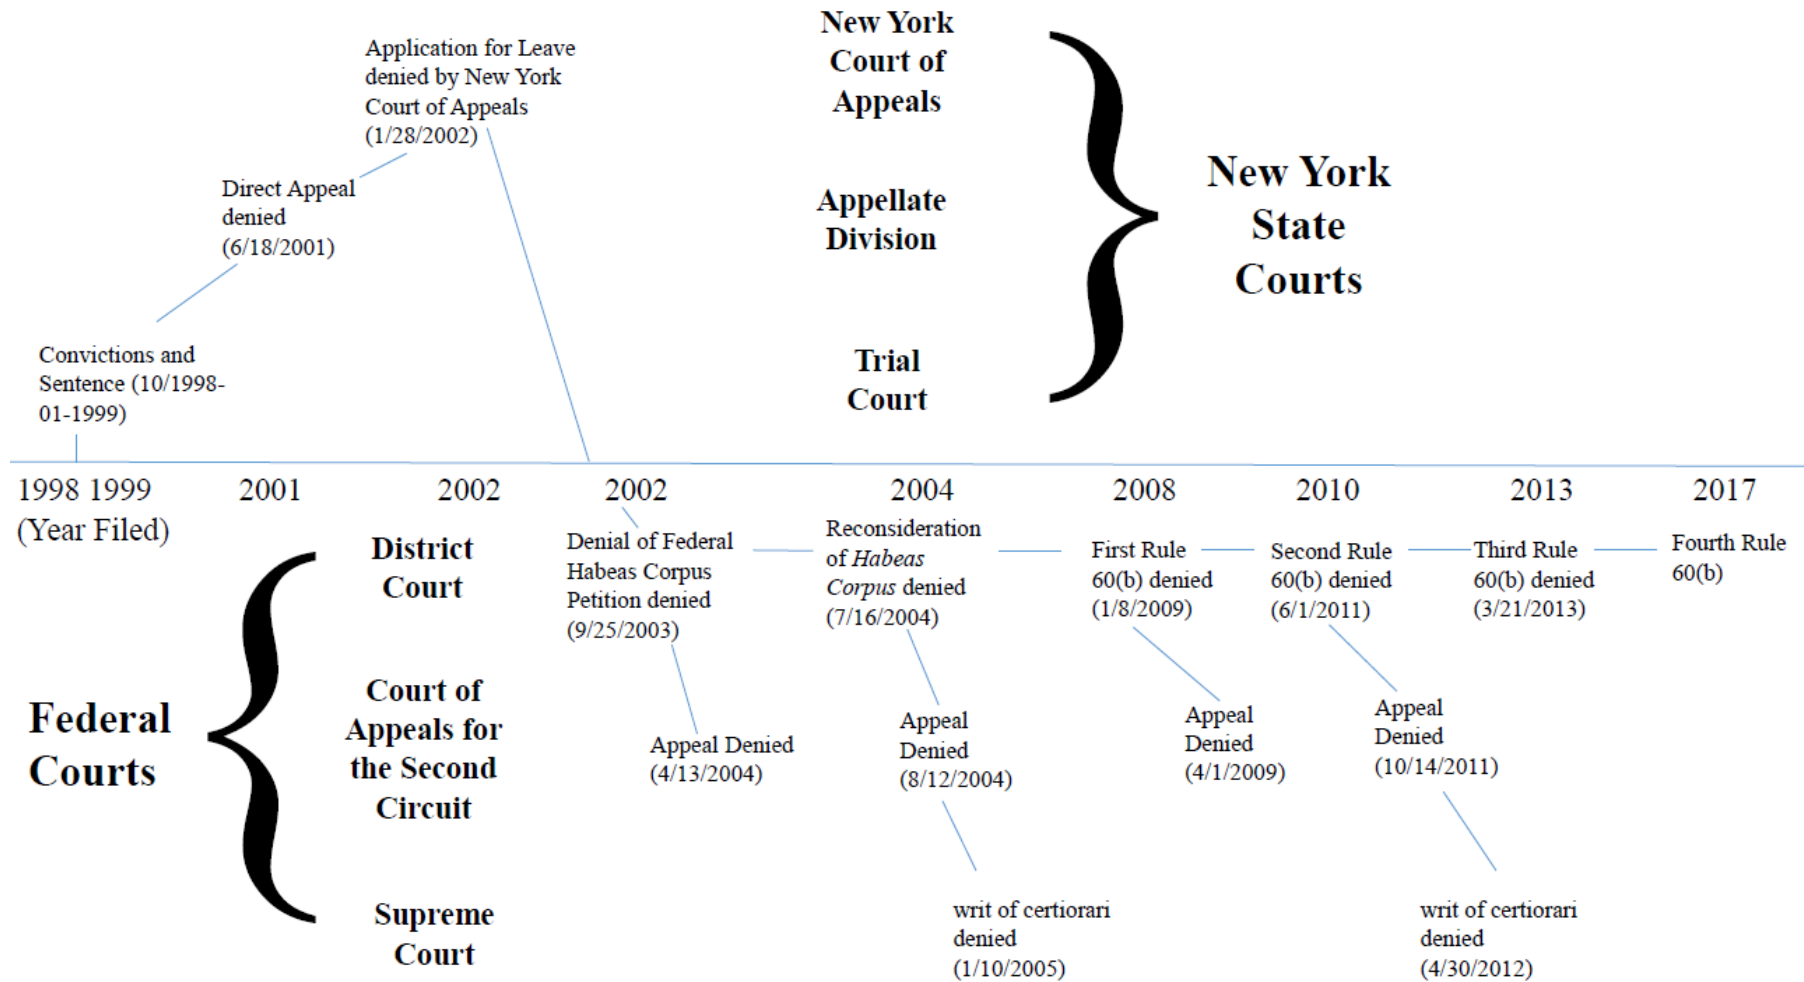 New York
Court of
Appeals
Application for Leave
denied by New York
Court of Appeals
(1/28/2002)
Direct Appeal
denied
(6/18/2001)
Appellate
Division
New York
State
Courts
Convictions and
Sentence (10/1998-
01-1999)
Trial
Court
1998 1999
(Year Filed)
2001
2002
2002
2004
2008
2010
2013
2017
Federal
Courts
District
Court
Denial of Federal
Habeas Corpus
Petition denied
(9/25/2003)
Reconsideration
of Habeas
Corpus denied
(7/16/2004)
First Rule
60(b) denied
(1/8/2009)
Second Rule
60(b) denied
(6/1/2011)
Third Rule
60(b) denied
(3/21/2013)
Fourth Rule
60(b)
Court of
Appeals for
the Second
Circuit
Appeal Denied
(4/13/2004)
Appeal
Denied
(8/12/2004)
Appeal
Denied
(4/1/2009)
Appeal
Denied
(10/14/2011)
Supreme
Court
writ of certiorari
denied
(1/10/2005)
writ of certiorari
denied
(4/30/2012)